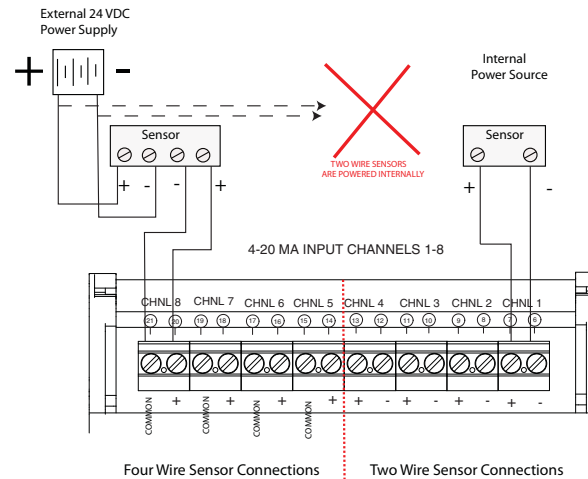 External 24 VDC
Power Supply
+ -
Internal
Power Source
Sensor
+ - - +
Sensor
+ -
TWO WIRE SENSORS
ARE POWERED INTERNALLY
4-20 MA INPUT CHANNELS 1-8
CHNL 8 CHNL 7 CHNL 6 CHNL 5 CHNL 4 CHNL 3 CHNL 2 CHNL 1
21 20 19 18 17 16 15 14 13 12 11 10 9 8 7 6
COMMON + COMMON + COMMON + COMMON + + - + - + - + -
Four Wire Sensor Connections
Two Wire Sensor Connections